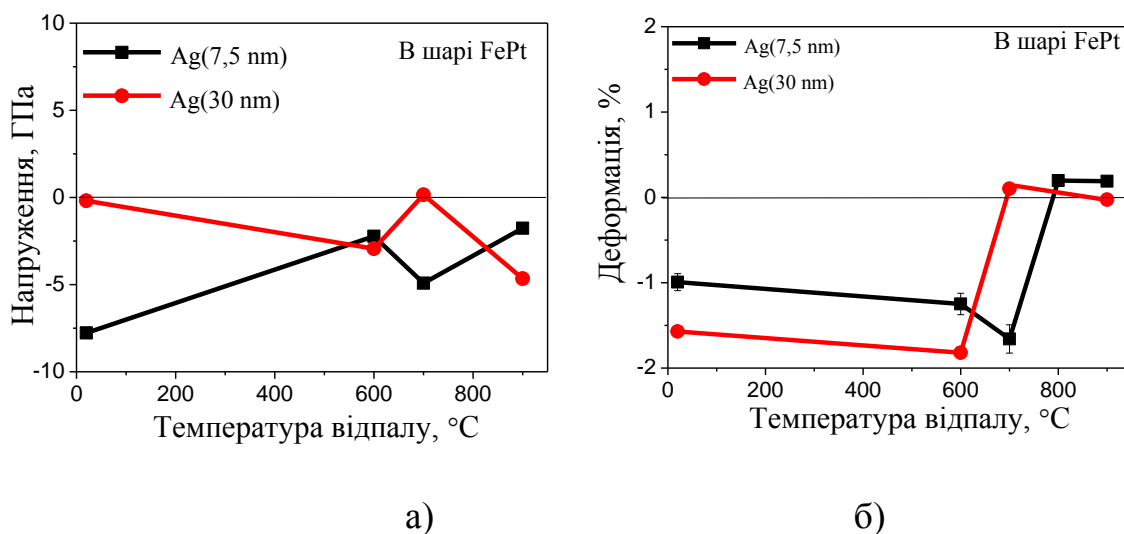 10
5
0
-5
-10
Напруження, ГПа
Ag(7,5 nm)
Ag(30 nm)
В шарі FePt
0 200 400 600 800
Температура відпалу, °C
а)
2
1
0
-1
-2
Деформація, %
Ag(7,5 nm)
Ag(30 nm)
В шарі FePt
0 200 400 600 800
Температура відпалу, °C
б)